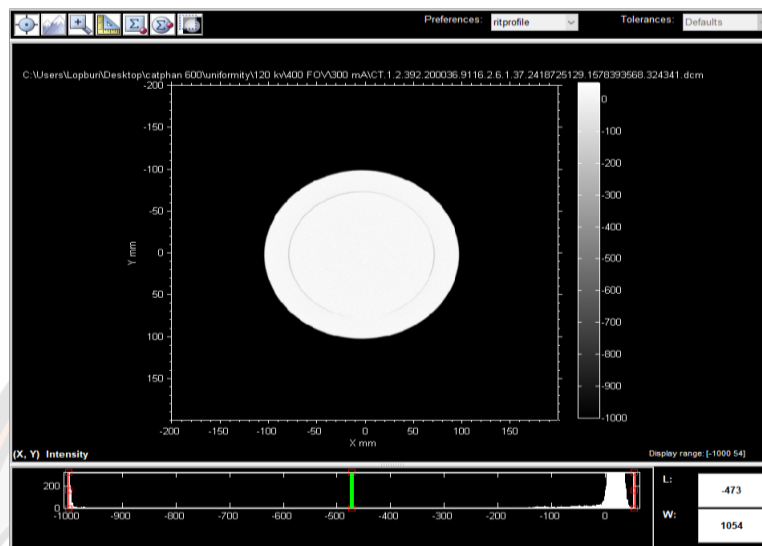 Preferences: ritprofile Tolerances: Defaults
C:\Users\Lopburi\Desktop\catphan 600\uniformity\120 kv\400 FOV\300 mA\CT.1.2.392.200036.9116.2.6.1.37.2418725129.1578393568.324341.dcm
-200
-150
-100
-50
0
50
100
150
Y mm
-200 -150 -100 -50 0 50 100 150
X mm
0
-100
-200
-300
-400
-500
-600
-700
-800
-900
-1000
(X, Y) Intensity
Display range: [-1000 54]
200
0
-1000 -900 -800 -700 -600 -500 -400 -300 -200 -100 0
L: -473
W: 1054